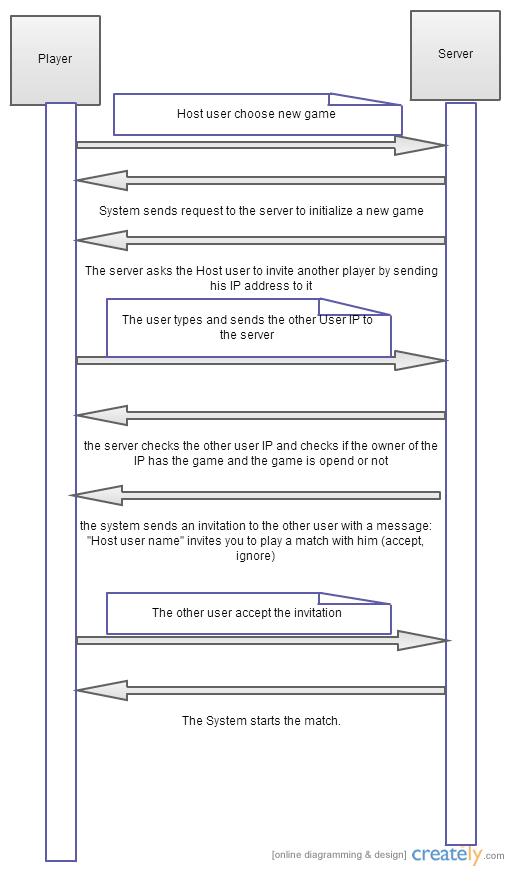 Player
Server
Host user choose new game
System sends request to the server to initialize a new game
The server asks the Host user to invite another player by sending
his IP address to it
The user types and sends the other User IP to
the server
the server checks the other user IP and checks if the owner of the
IP has the game and the game is opend or not
the system sends an invitation to the other user with a message:
"Host user name" invites you to play a match with him (accept,
ignore)
The other user accept the invitation
The System starts the match.
[online diagramming & design] creately.com